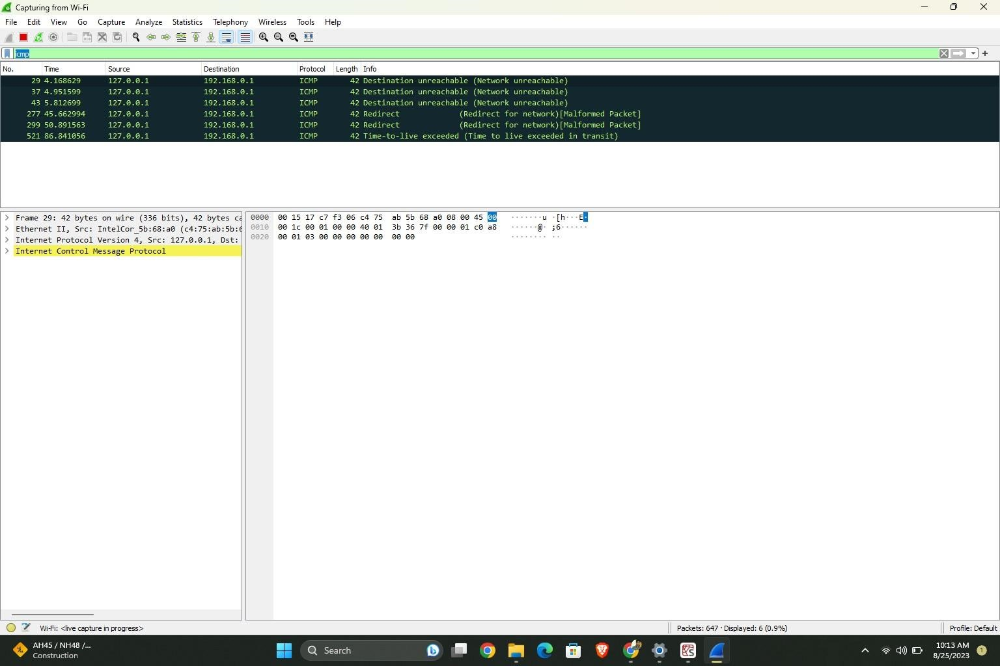 Capturing from Wi-Fi
File Edit View Go Capture Analyze Statistics Telephony Wireless Tools Help
icmp
No. Time Source Destination Protocol Length Info
29 4.168629 127.0.0.1 192.168.0.1 ICMP 42 Destination unreachable (Network unreachable)
37 4.951599 127.0.0.1 192.168.0.1 ICMP 42 Destination unreachable (Network unreachable)
43 5.812699 127.0.0.1 192.168.0.1 ICMP 42 Destination unreachable (Network unreachable)
277 45.662994 127.0.0.1 192.168.0.1 ICMP 42 Redirect (Redirect for network)[Malformed Packet]
299 50.891563 127.0.0.1 192.168.0.1 ICMP 42 Redirect (Redirect for network)[Malformed Packet]
521 86.841056 127.0.0.1 192.168.0.1 ICMP 42 Time-to-live exceeded (Time to live exceeded in transit)
Frame 29: 42 bytes on wire (336 bits), 42 bytes ca
Ethernet II, Src: IntelCor_5b:68:a0 (c4:75:ab:5b:6
Internet Protocol Version 4, Src: 127.0.0.1, Dst:
Internet Control Message Protocol
0000 00 15 17 c7 f3 06 c4 75 ab 5b 68 a0 08 00 45 00 ·······u ·[h···E·
0010 00 1c 00 01 00 00 40 01 3b 36 7f 00 00 01 c0 a8 ······@· ;6······
0020 00 01 03 00 00 00 00 00 00 00 ········ ··
Wi-Fi: <live capture in progress>
Packets: 647 · Displayed: 6 (0.9%)
Profile: Default
AH45 / NH48 /...
Construction
Search
10:13 AM
8/25/2023
1